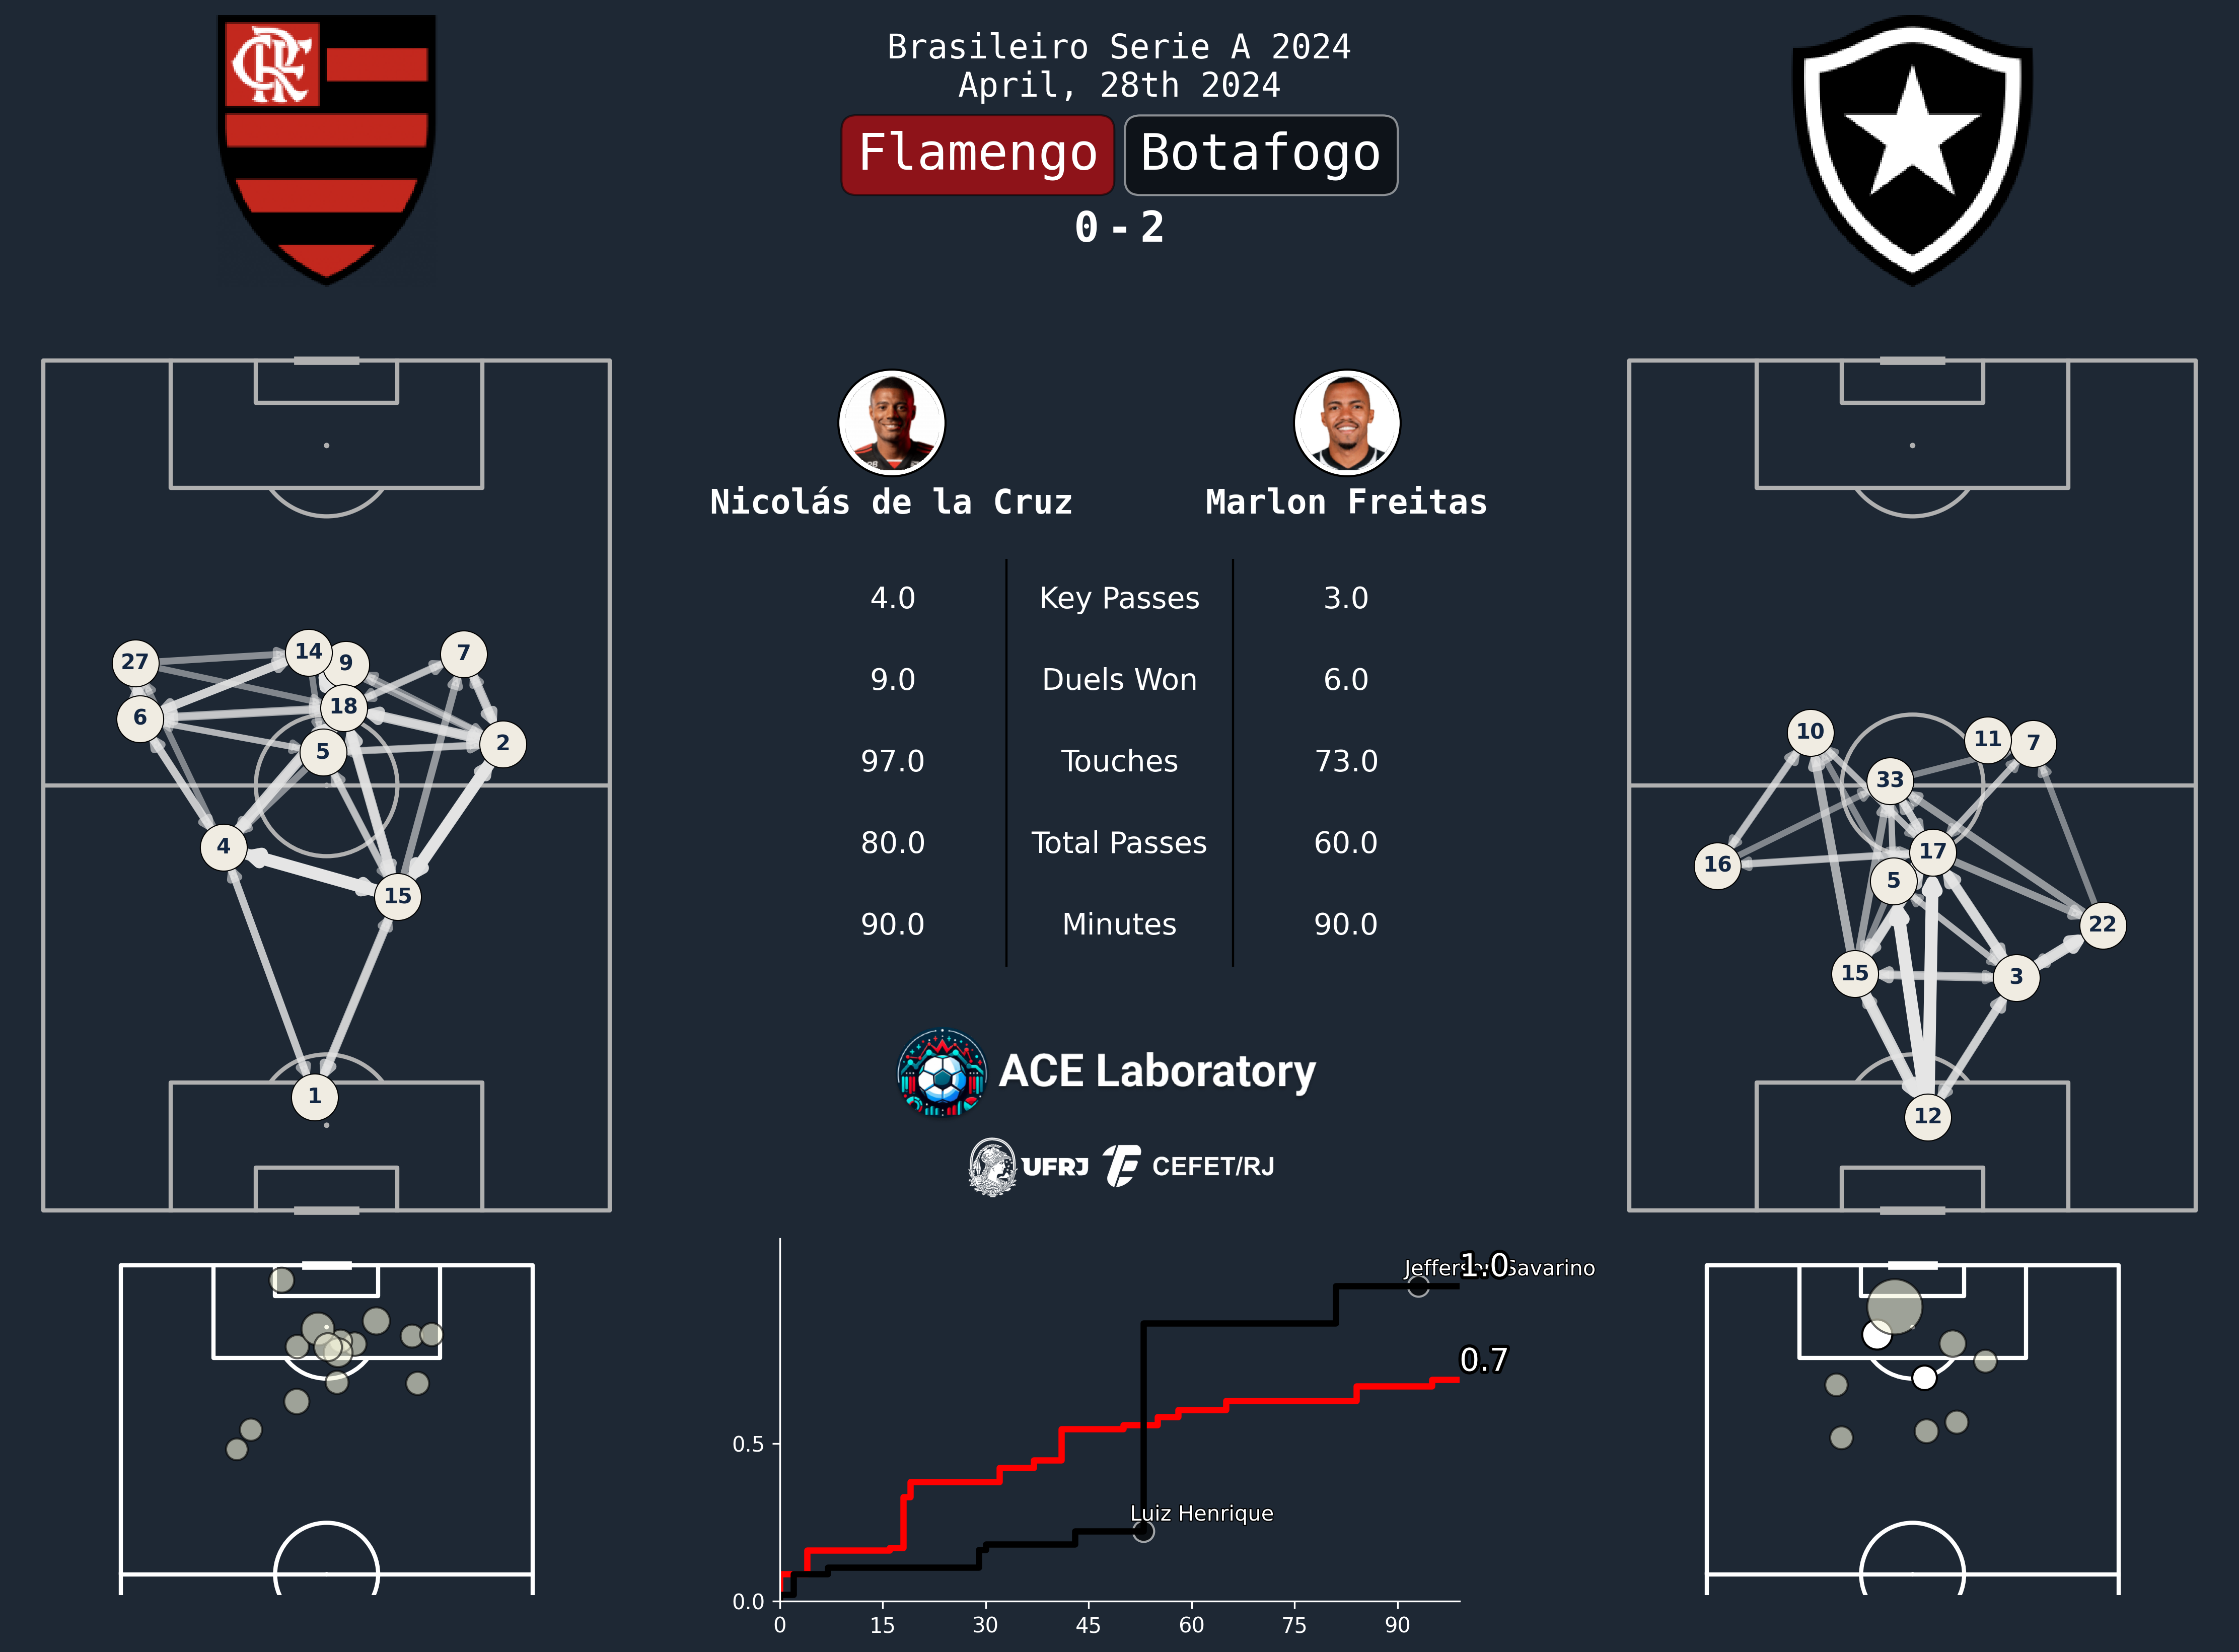 Brasileiro Serie A 2024
April, 28th 2024
Flamengo Botafogo
0 - 2
Nicolás de la Cruz Marlon Freitas
4.0 Key Passes 3.0
9.0 Duels Won 6.0
97.0 Touches 73.0
80.0 Total Passes 60.0
90.0 Minutes 90.0
27
14
9
7
6
18
5
2
4
15
1
10
11
7
33
16
17
5
22
15
3
12
ACE Laboratory
UFRJ CEFET/RJ
1.0
0.7
Luiz Henrique
0.5
0.0
0 15 30 45 60 75 90